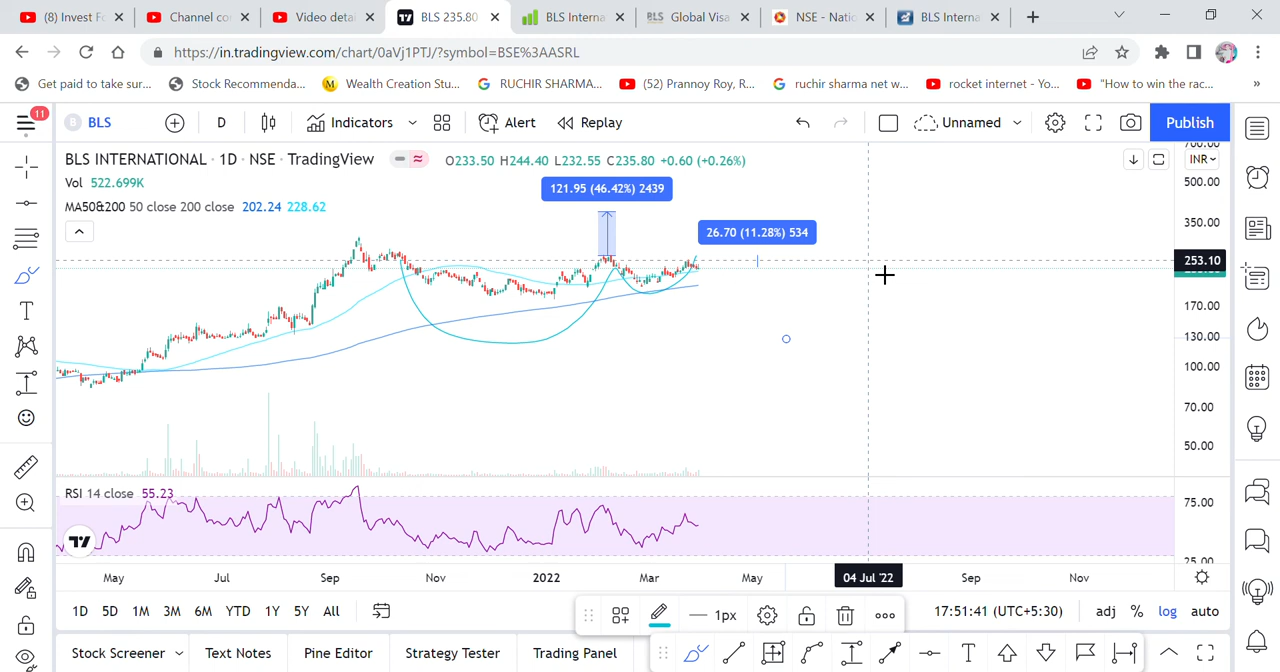 (8) Invest F
Channel co
Video detai
BLS 235.80
BLS Interna
BLS Global Visa
NSE - Natio
BLS Interna
https://in.tradingview.com/chart/0aVj1PTJ/?symbol=BSE%3AASRL
Get paid to take sur...
Stock Recommenda...
M Wealth Creation Stu...
G RUCHIR SHARMA...
(52) Prannoy Roy, R...
G ruchir sharma net w...
rocket internet - Yo...
"How to win the rac...
»
11
B BLS
D
Indicators
Alert
Replay
Unnamed
Publish
BLS INTERNATIONAL · 1D · NSE · TradingView
O233.50 H244.40 L232.55 C235.80 +0.60 (+0.26%)
INR
Vol 522.699K
MA50&200 50 close 200 close 202.24 228.62
121.95 (46.42%) 2439
26.70 (11.28%) 534
700.00
500.00
350.00
253.10
170.00
130.00
100.00
70.00
50.00
RSI 14 close 55.23
75.00
25.00
May
Jul
Sep
Nov
2022
Mar
May
04 Jul '22
Sep
Nov
1D 5D 1M 3M 6M YTD 1Y 5Y All
1px
17:51:41 (UTC+5:30)
adj % log auto
Stock Screener
Text Notes
Pine Editor
Strategy Tester
Trading Panel